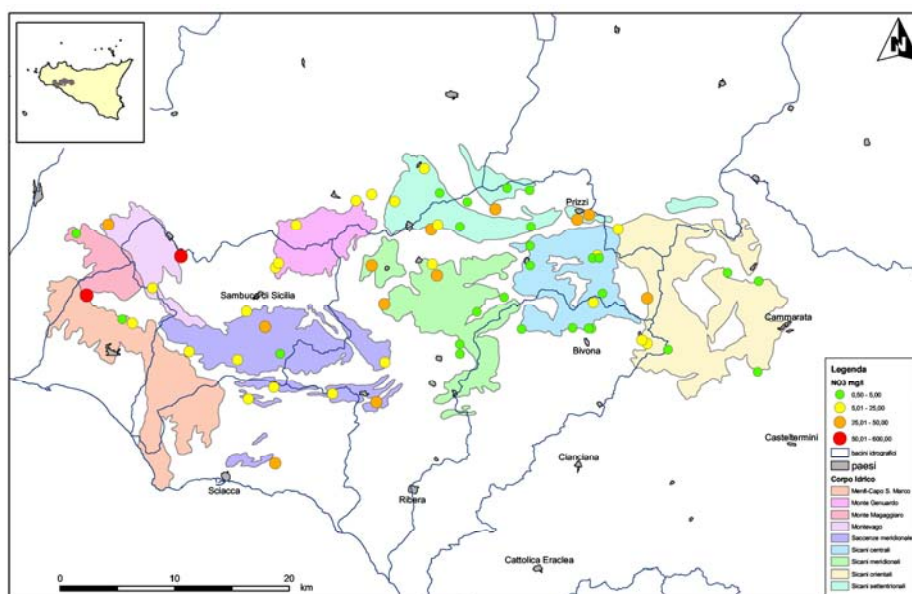 N
Prizzi
Sambuca di Sicilia
Cammarata
Bivona
Castellermini
Cianciana
Sciacca
Ribera
Cattolica Eraclea
0 10 20
km
Legenda
NO3 mg/l
0,50 - 5,00
5,01 - 25,00
25,01 - 50,00
50,01 - 600,00
bacini idrografici
paesi
Corpo Idrico
Menfi-Capo S. Marco
Monte Genuardo
Monte Magaggiaro
Montevago
Saccense meridionale
Sicani centrali
Sicani meridionali
Sicani orientali
Sicani settentrionali